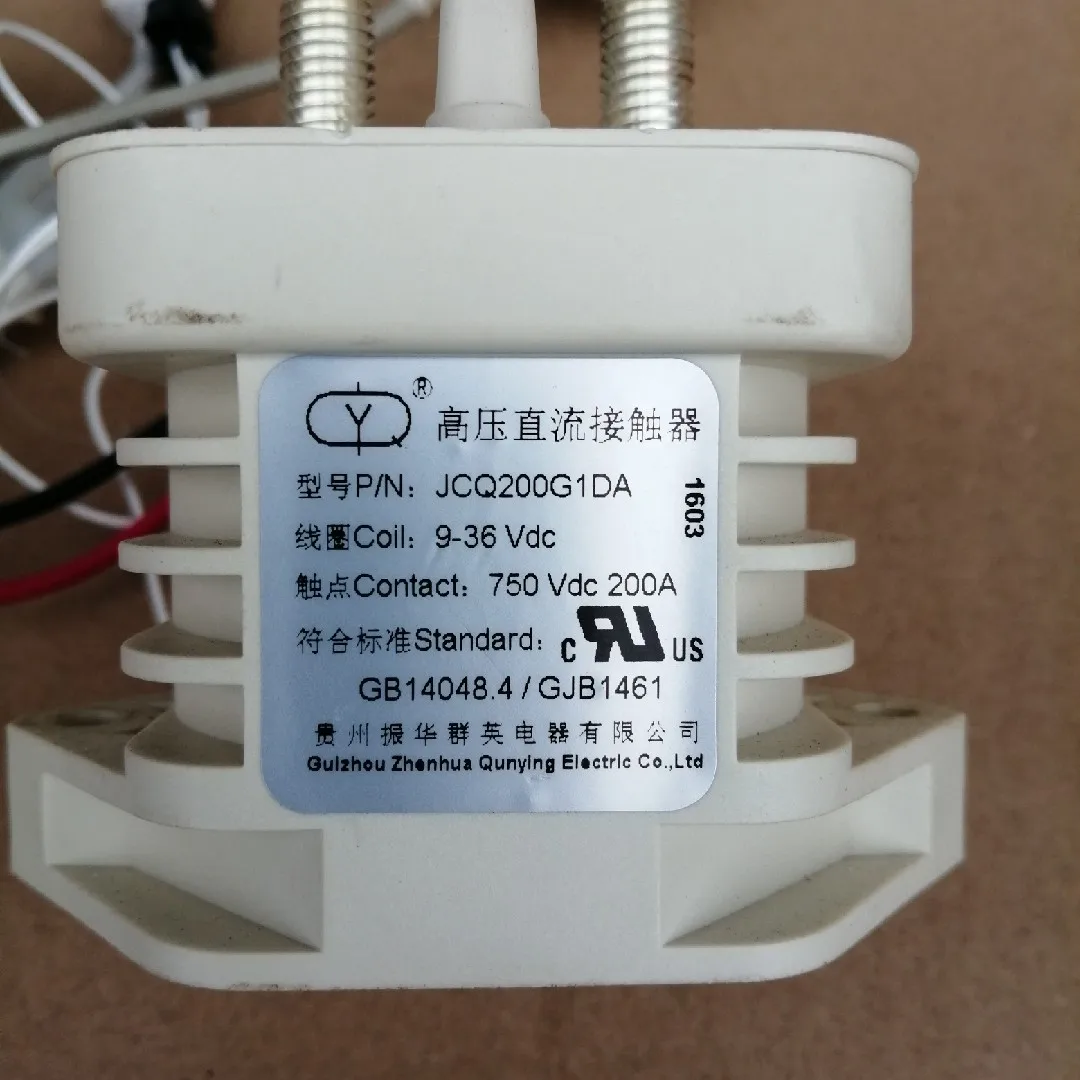 Y ®
高压直流接触器
型号P/N: JCQ200G1DA
1603
线圈Coil: 9-36 Vdc
触点Contact: 750 Vdc 200A
符合标准Standard: C UR US
GB14048.4 / GJB1461
贵州振华群英电器有限公司
Guizhou Zhenhua Qunying Electric Co.,Ltd